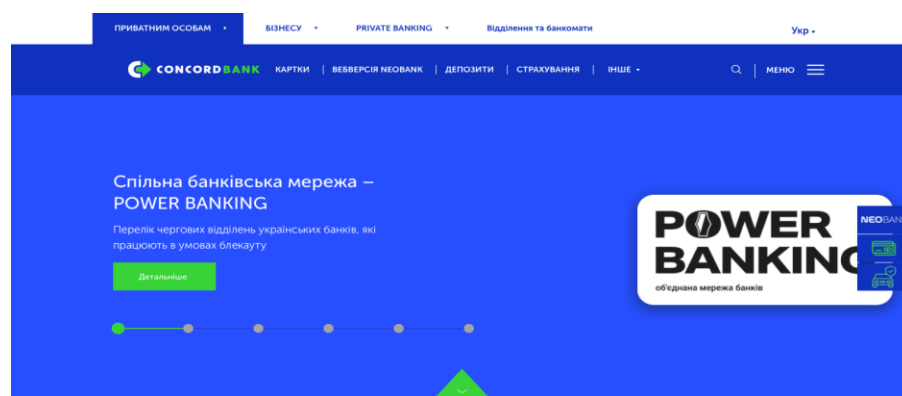 ПРИВАТНИМ ОСОБАМ БІЗНЕСУ PRIVATE BANKING Відділення та банкомати Укр
CONCORDBANK КАРТКИ | ВЕБВЕРСІЯ NEOBANK | ДЕПОЗИТИ | СТРАХУВАННЯ | ІНШЕ | МЕНЮ
Спільна банківська мережа –
POWER BANKING
Перелік чергових відділень українських банків, які
працюють в умовах блекауту
Детальніше
POWER
BANKING
об'єднана мережа банків
NEOBAN